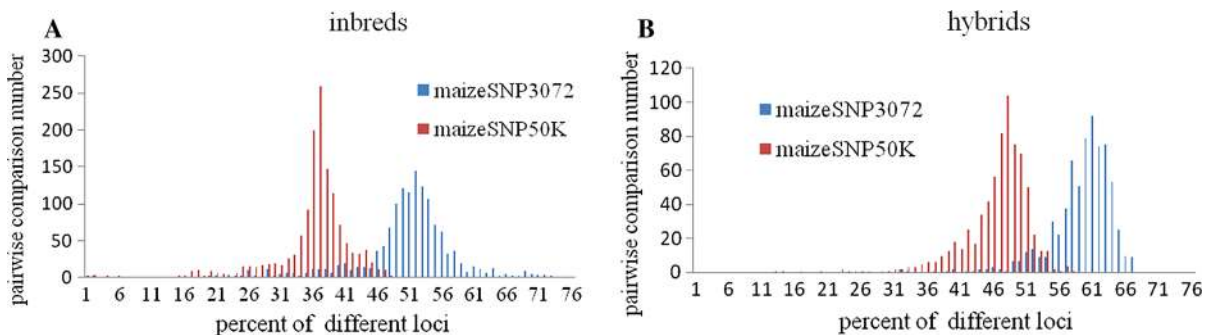 A
inbreds
pairwise comparison number
300
250
200
150
100
50
0
maizeSNP3072
maizeSNP50K
1 6 11 16 21 26 31 36 41 46 51 56 61 66 71 76
percent of different loci
B
hybrids
pairwise comparison number
120
100
80
60
40
20
0
maizeSNP3072
maizeSNP50K
1 6 11 16 21 26 31 36 41 46 51 56 61 66 71 76
percent of different loci